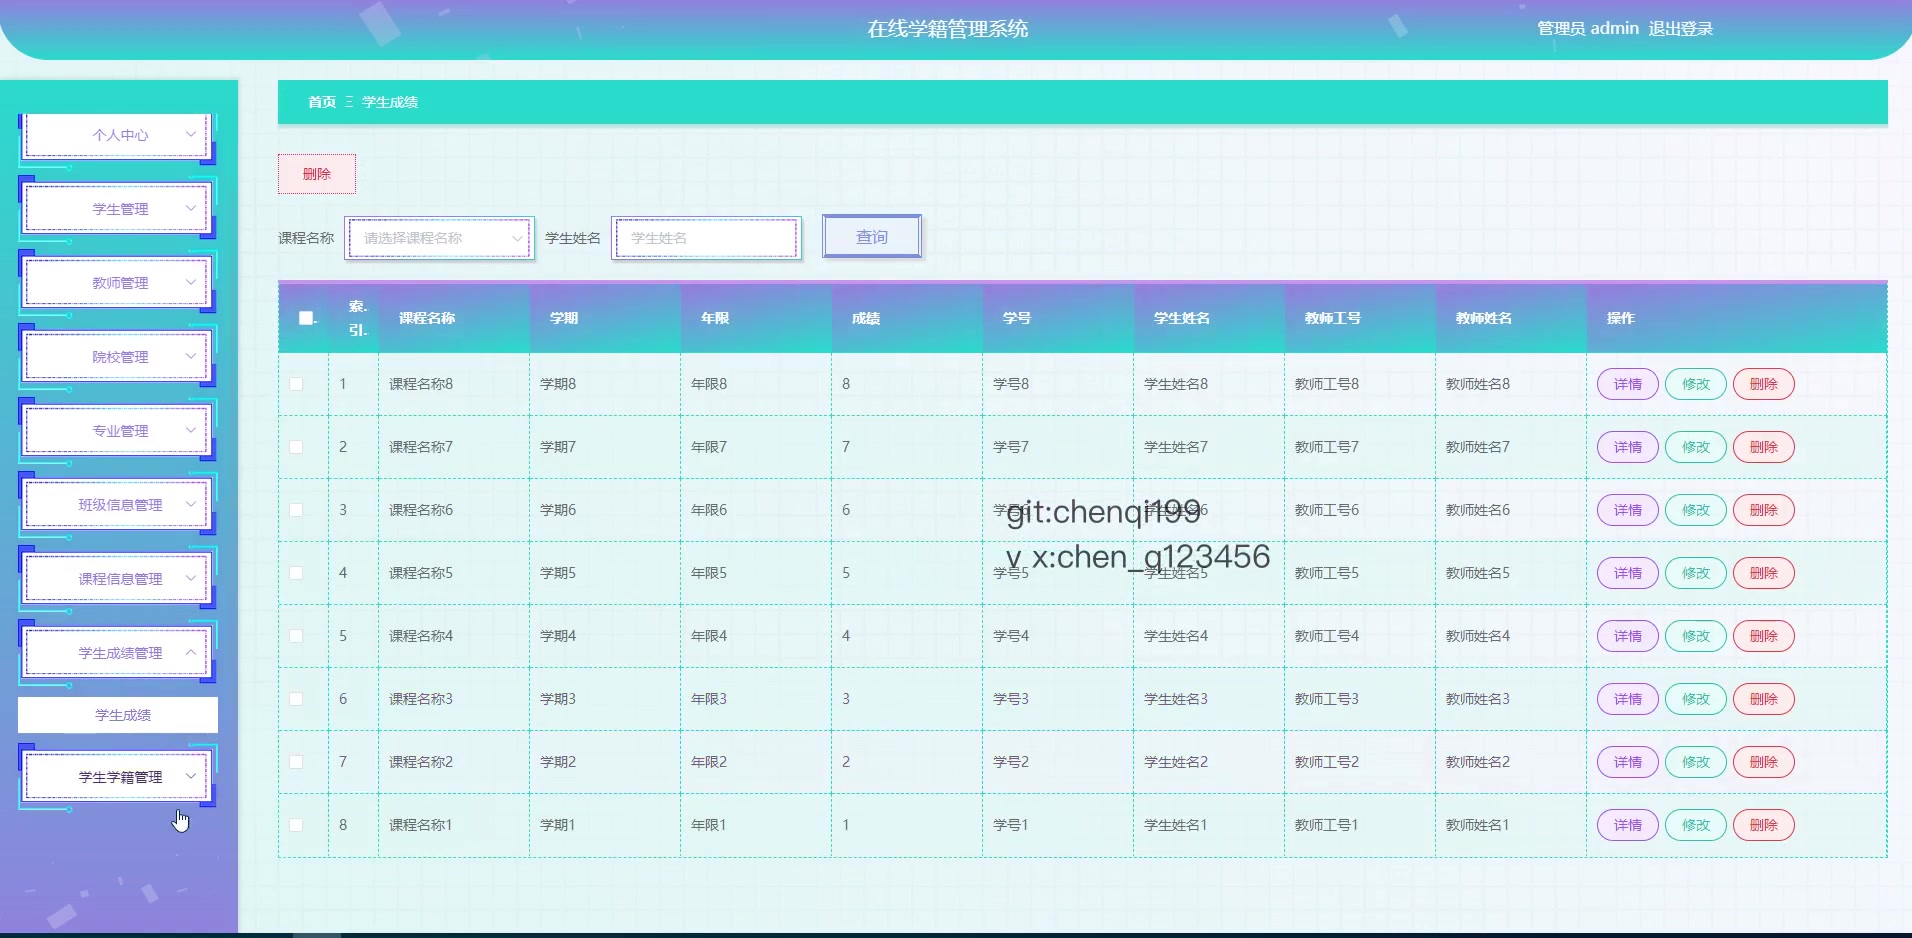 在线学籍管理系统
管理员 admin 退出登录
个人中心
学生管理
教师管理
院校管理
专业管理
班级信息管理
课程信息管理
学生成绩管理
学生成绩
学生学籍管理
首页 Ξ 学生成绩
删除
课程名称 请选择课程名称 学生姓名 学生姓名 查询
索. 课程名称 学期 年限 成绩 学号 学生姓名 教师工号 教师姓名 操作
引.
1 课程名称8 学期8 年限8 8 学号8 学生姓名8 教师工号8 教师姓名8 详情 修改 删除
2 课程名称7 学期7 年限7 7 学号7 学生姓名7 教师工号7 教师姓名7 详情 修改 删除
3 课程名称6 学期6 年限6 6 学号6 学生姓名6 教师工号6 教师姓名6 详情 修改 删除
git:chenqi199
v x:chen_q123456
4 课程名称5 学期5 年限5 5 学号5 学生姓名5 教师工号5 教师姓名5 详情 修改 删除
5 课程名称4 学期4 年限4 4 学号4 学生姓名4 教师工号4 教师姓名4 详情 修改 删除
6 课程名称3 学期3 年限3 3 学号3 学生姓名3 教师工号3 教师姓名3 详情 修改 删除
7 课程名称2 学期2 年限2 2 学号2 学生姓名2 教师工号2 教师姓名2 详情 修改 删除
8 课程名称1 学期1 年限1 1 学号1 学生姓名1 教师工号1 教师姓名1 详情 修改 删除